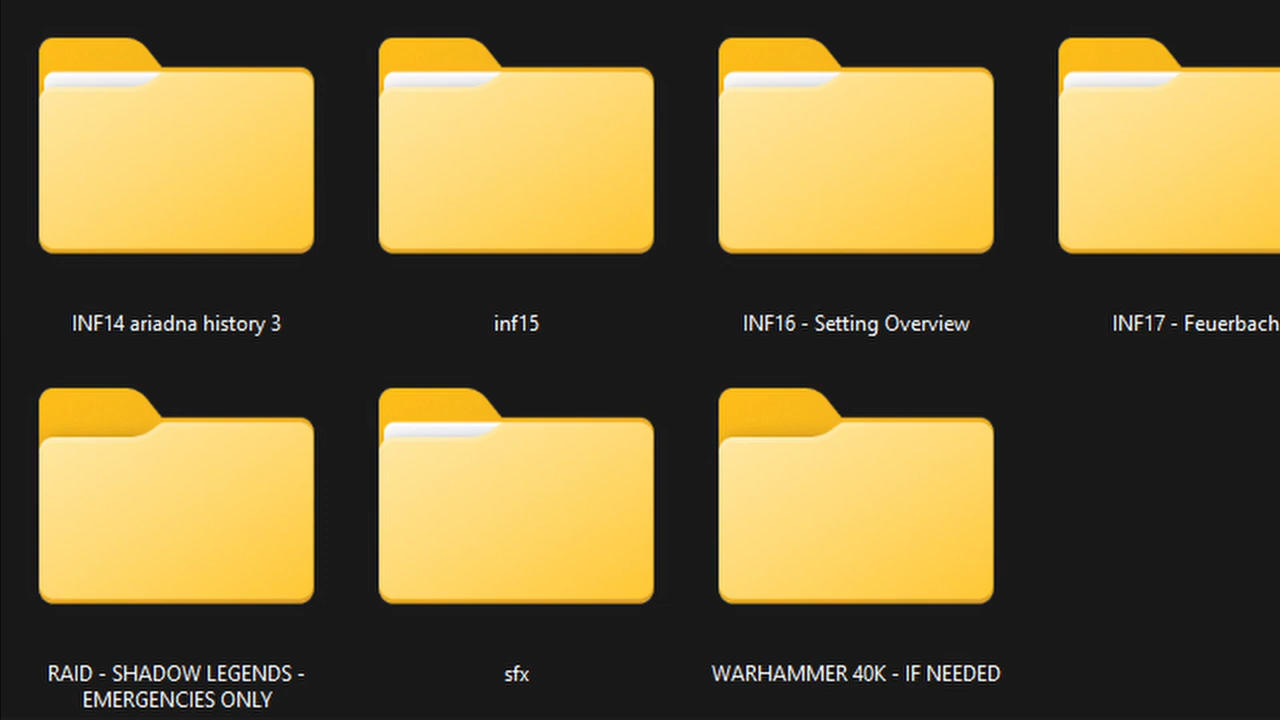 INF14 ariadna history 3
inf15
INF16 - Setting Overview
INF17 - Feuerbach
RAID - SHADOW LEGENDS -
EMERGENCIES ONLY
sfx
WARHAMMER 40K - IF NEEDED